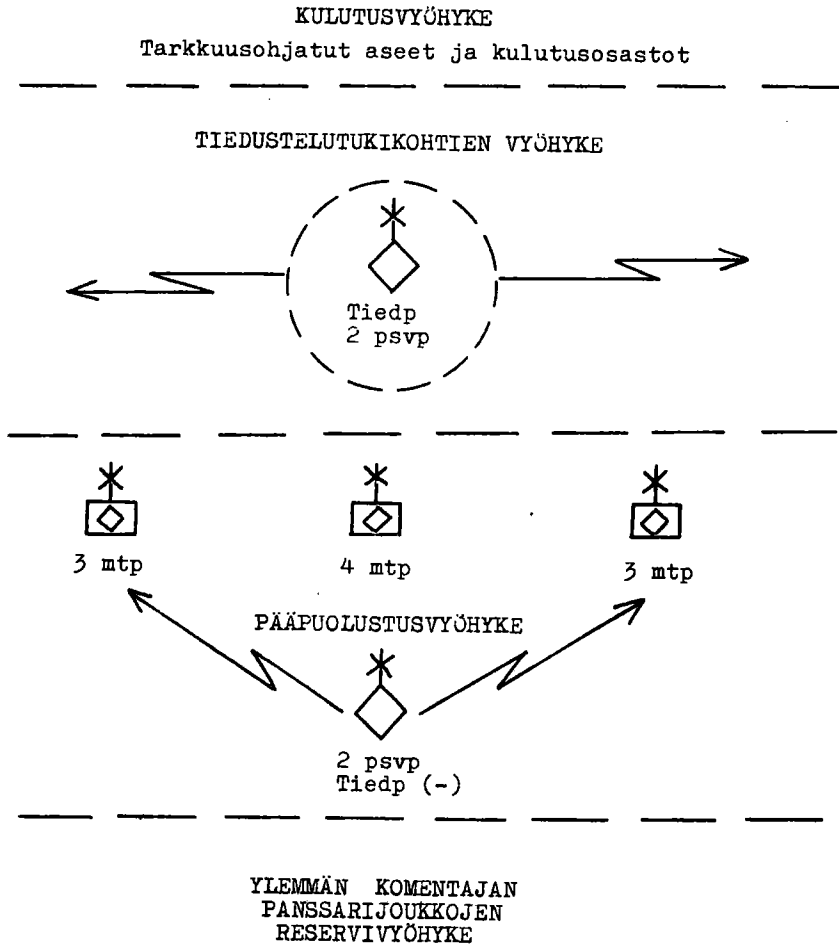 KULUTUSVYÖHYKE
Tarkkuusohjatut aseet ja kulutusosastot
TIEDUSTELUTUKIKOHTIEN VYÖHYKE
Tiedp
2 psvp
3 mtp
4 mtp
3 mtp
PÄÄPUOLUSTUSVYÖHYKE
2 psvp
Tiedp (-)
YLEMMÄN KOMENTAJAN
PANSSARIJOUKKOJEN
RESERVIVYÖHYKE